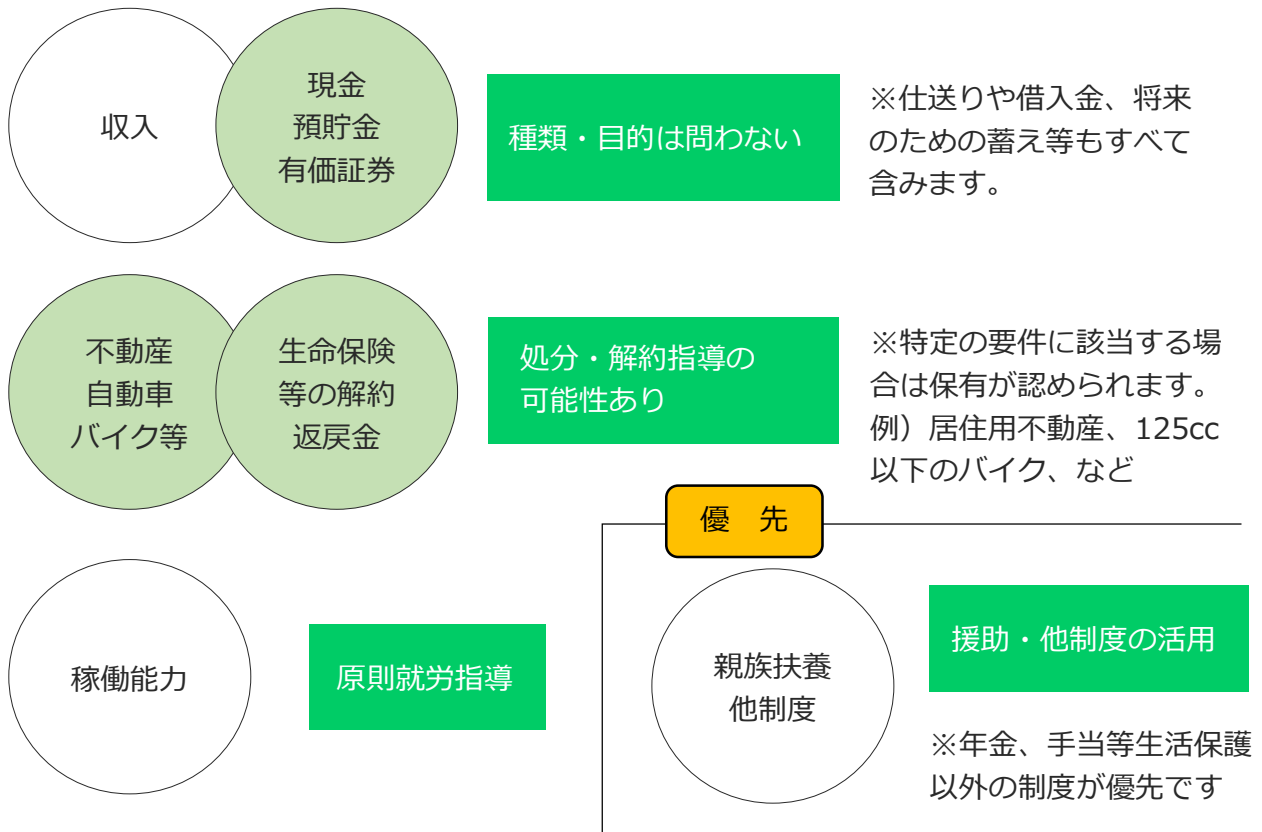 収入
現金
預貯金
有価証券
種類・目的は問わない
※仕送りや借入金、将来
のための蓄え等もすべて
含みます。
不動産
自動車
バイク等
生命保険
等の解約
返戻金
処分・解約指導の
可能性あり
※特定の要件に該当する場
合は保有が認められます。
例）居住用不動産、125cc
以下のバイク、など
稼働能力
原則就労指導
優　先
親族扶養
他制度
援助・他制度の活用
※年金、手当等生活保護
以外の制度が優先です